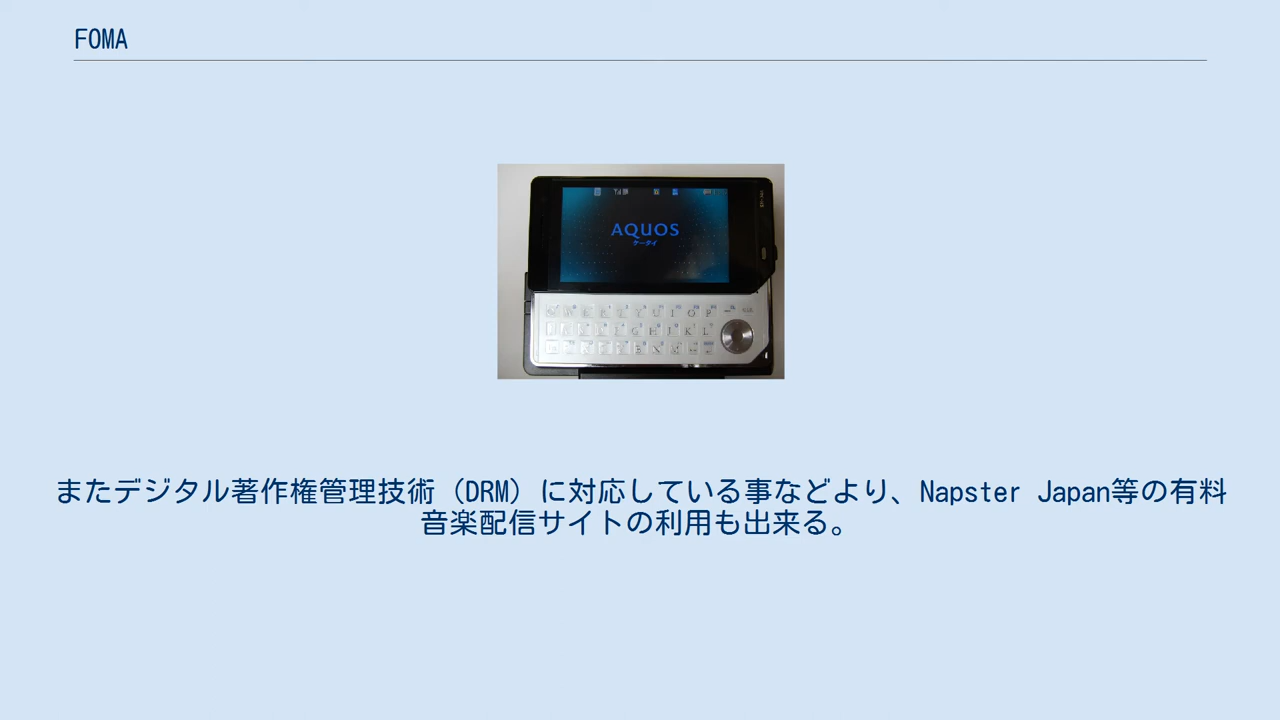 FOMA
AQUOS
ケータイ
またデジタル著作権管理技術（DRM）に対応している事などより、Napster Japan等の有料
音楽配信サイトの利用も出来る。